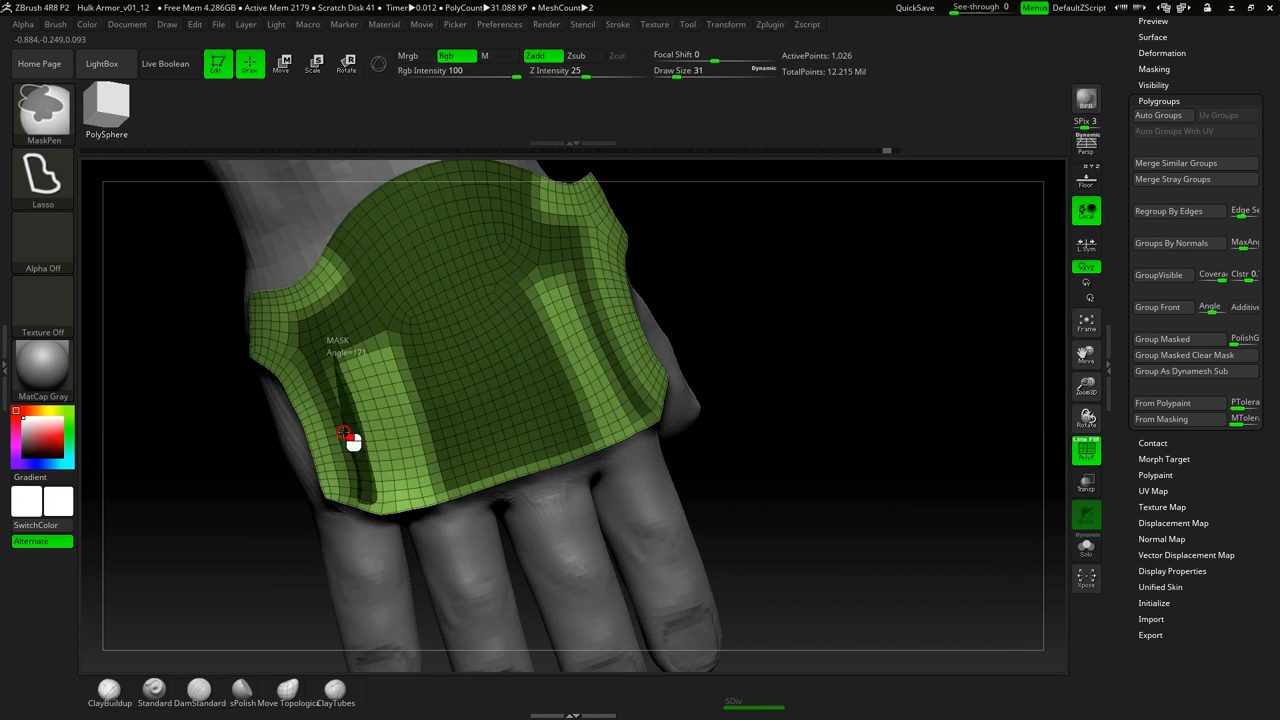 ZBrush 4R8 P2 Hulk Armor_v01_12 • Free Mem 4.286GB • Active Mem 2179 • Scratch Disk 41 • Timer▶0.012 • PolyCount▶31.088 KP • MeshCount▶2 QuickSave See-through 0 Menus DefaultZScript
Alpha Brush Color Document Draw Edit File Layer Light Macro Marker Material Movie Picker Preferences Render Stencil Stroke Texture Tool Transform Zplugin Zscript
-0.884,-0.249,0.093
Home Page LightBox Live Boolean Edit Draw Move Scale Rotate
Mrgb Rgb M Zadd Zsub Zcut Focal Shift 0 ActivePoints: 1,026
Rgb Intensity 100 Z Intensity 25 Draw Size 31 Dynamic TotalPoints: 12.215 Mil
MaskPen
PolySphere
Lasso
Alpha Off
Texture Off
MatCap Gray
Gradient
SwitchColor
Alternate
MASK
Angle=171
BPR
SPix 3
Dynamic
Persp
Floor
Local
L.Sym
Frame
Move
Zoom3D
Rotate
Line Fill
PolyF
Transp
Dynamic
Solo
Xpose
Preview
Surface
Deformation
Masking
Visibility
Polygroups
Auto Groups Uv Groups
Auto Groups With UV
Merge Similar Groups
Merge Stray Groups
Regroup By Edges Edge Se
Groups By Normals MaxAng
GroupVisible Covera Clstr 0.
Group Front Angle Additive
Group Masked PolishG
Group Masked Clear Mask
Group As Dynamesh Sub
From Polypaint PTolera
From Masking MTolera
Contact
Morph Target
Polypaint
UV Map
Texture Map
Displacement Map
Normal Map
Vector Displacement Map
Display Properties
Unified Skin
Initialize
Import
Export
ClayBuildup Standard DamStandard sPolish Move Topologica ClayTubes
SDiv